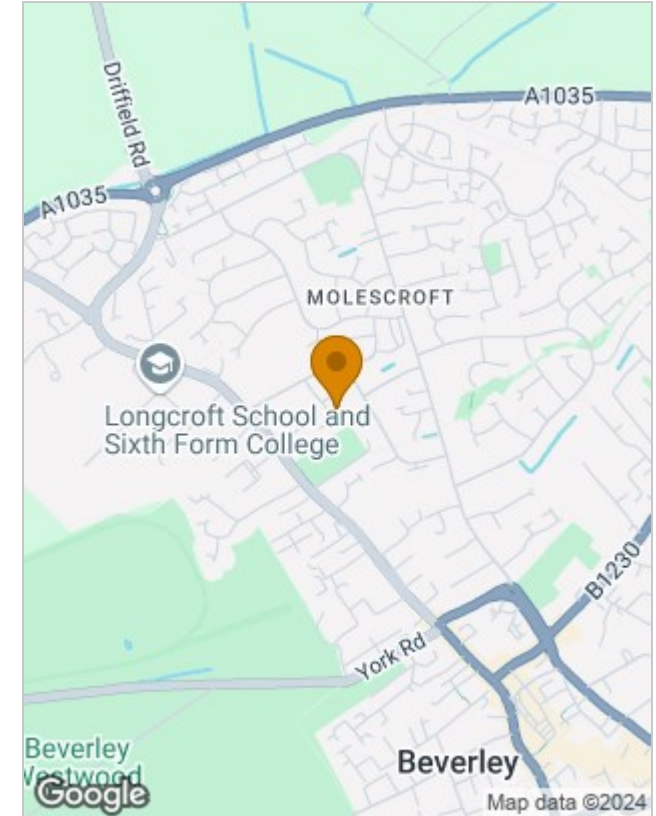 Driffield Rd
A1035
A1035
MOLESCROFT
Longcroft School and
Sixth Form College
B1230
York Rd
Beverley
Westwood
Beverley
Google
Map data ©2024